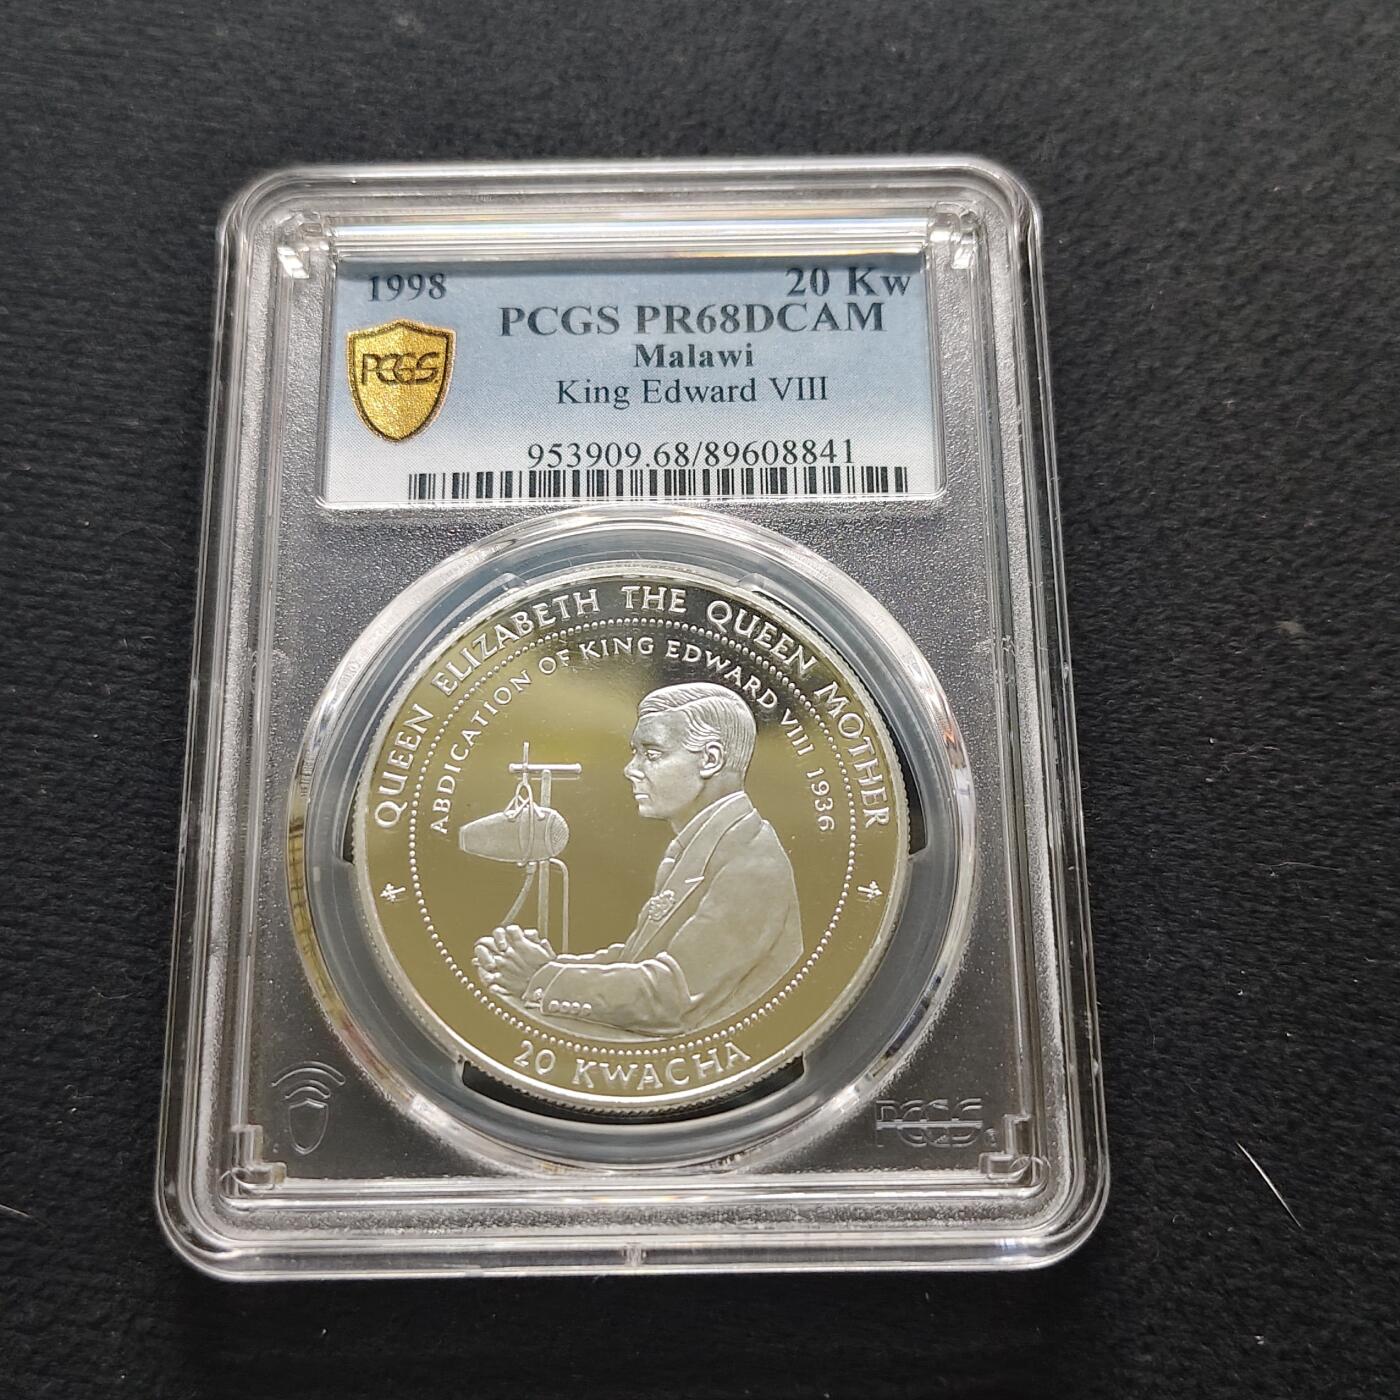 1998
20 Kw
PCGS PR68DCAM
Malawi
King Edward VIII
953909.68/89608841
PCGS
QUEEN ELIZABETH THE QUEEN MOTHER
ABDICATION OF KING EDWARD VIII 1936
20 KWACHA
PCGS